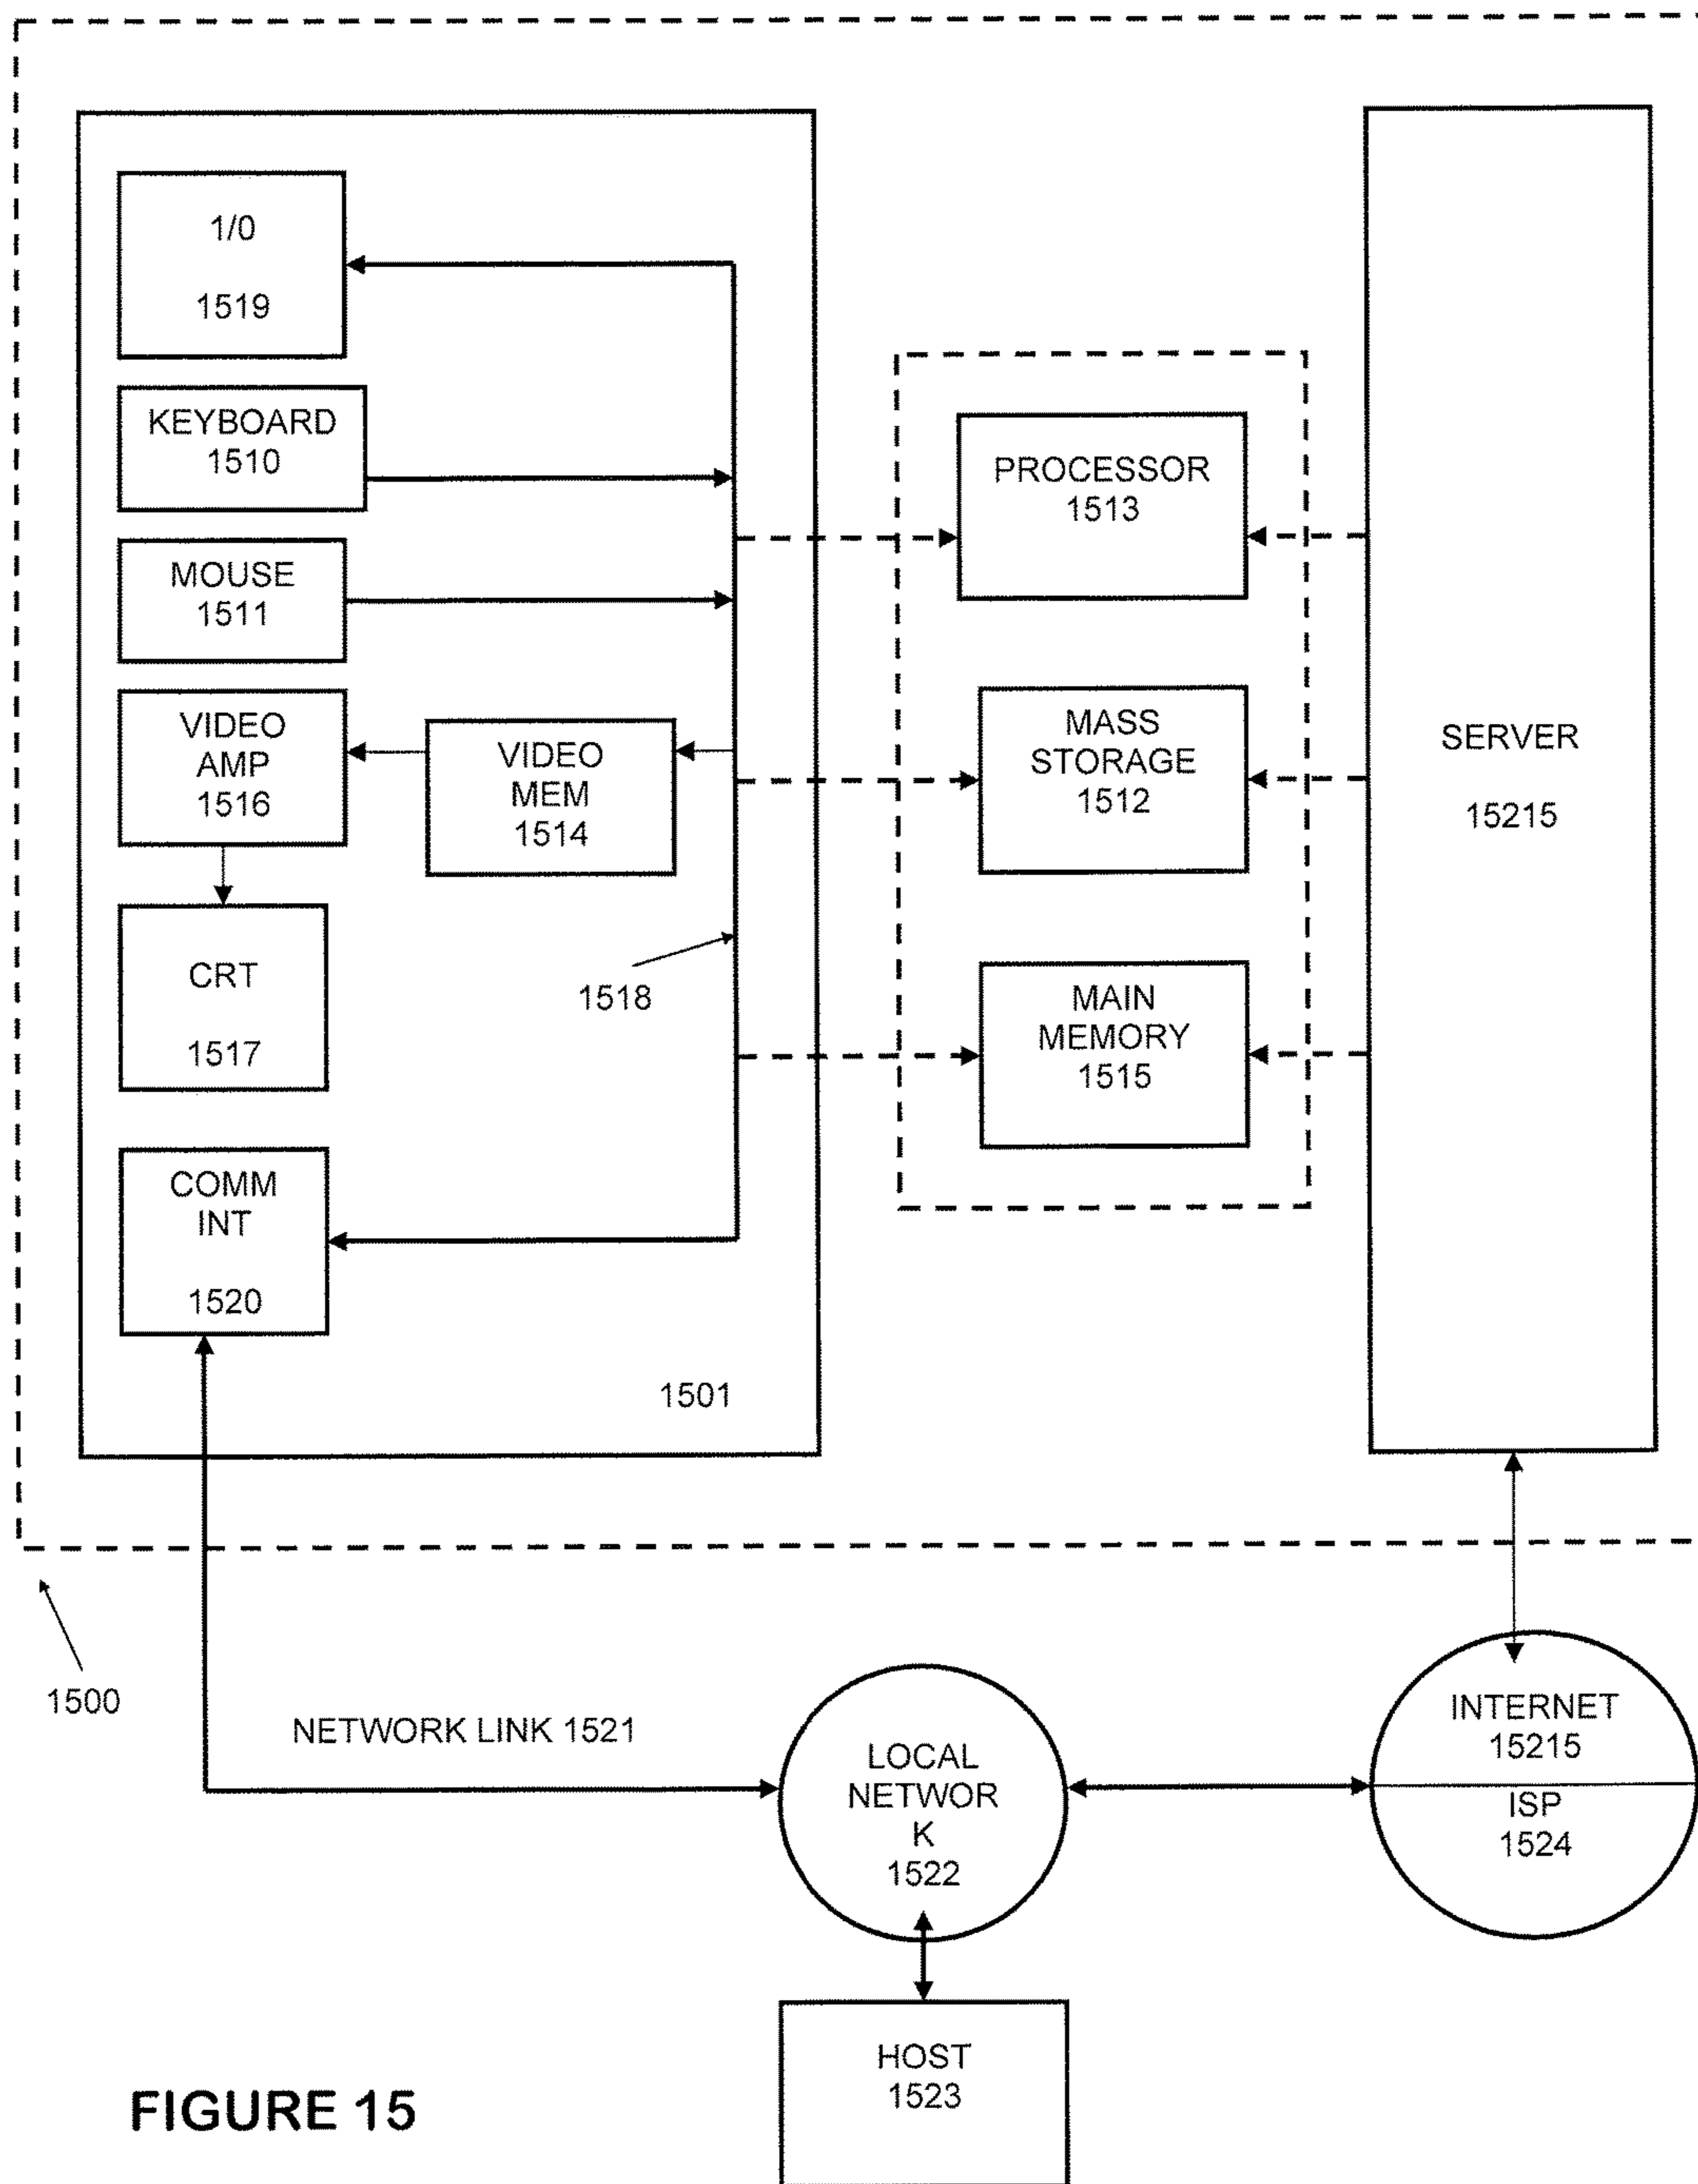 1/0
1519
KEYBOARD
1510
MOUSE
1511
VIDEO
AMP
1516
VIDEO
MEM
1514
CRT
1517
1518
COMM
INT
1520
1501
PROCESSOR
1513
MASS
STORAGE
1512
MAIN
MEMORY
1515
SERVER
15215
1500
NETWORK LINK 1521
LOCAL
NETWOR
K
1522
INTERNET
15215
ISP
1524
HOST
1523
FIGURE 15